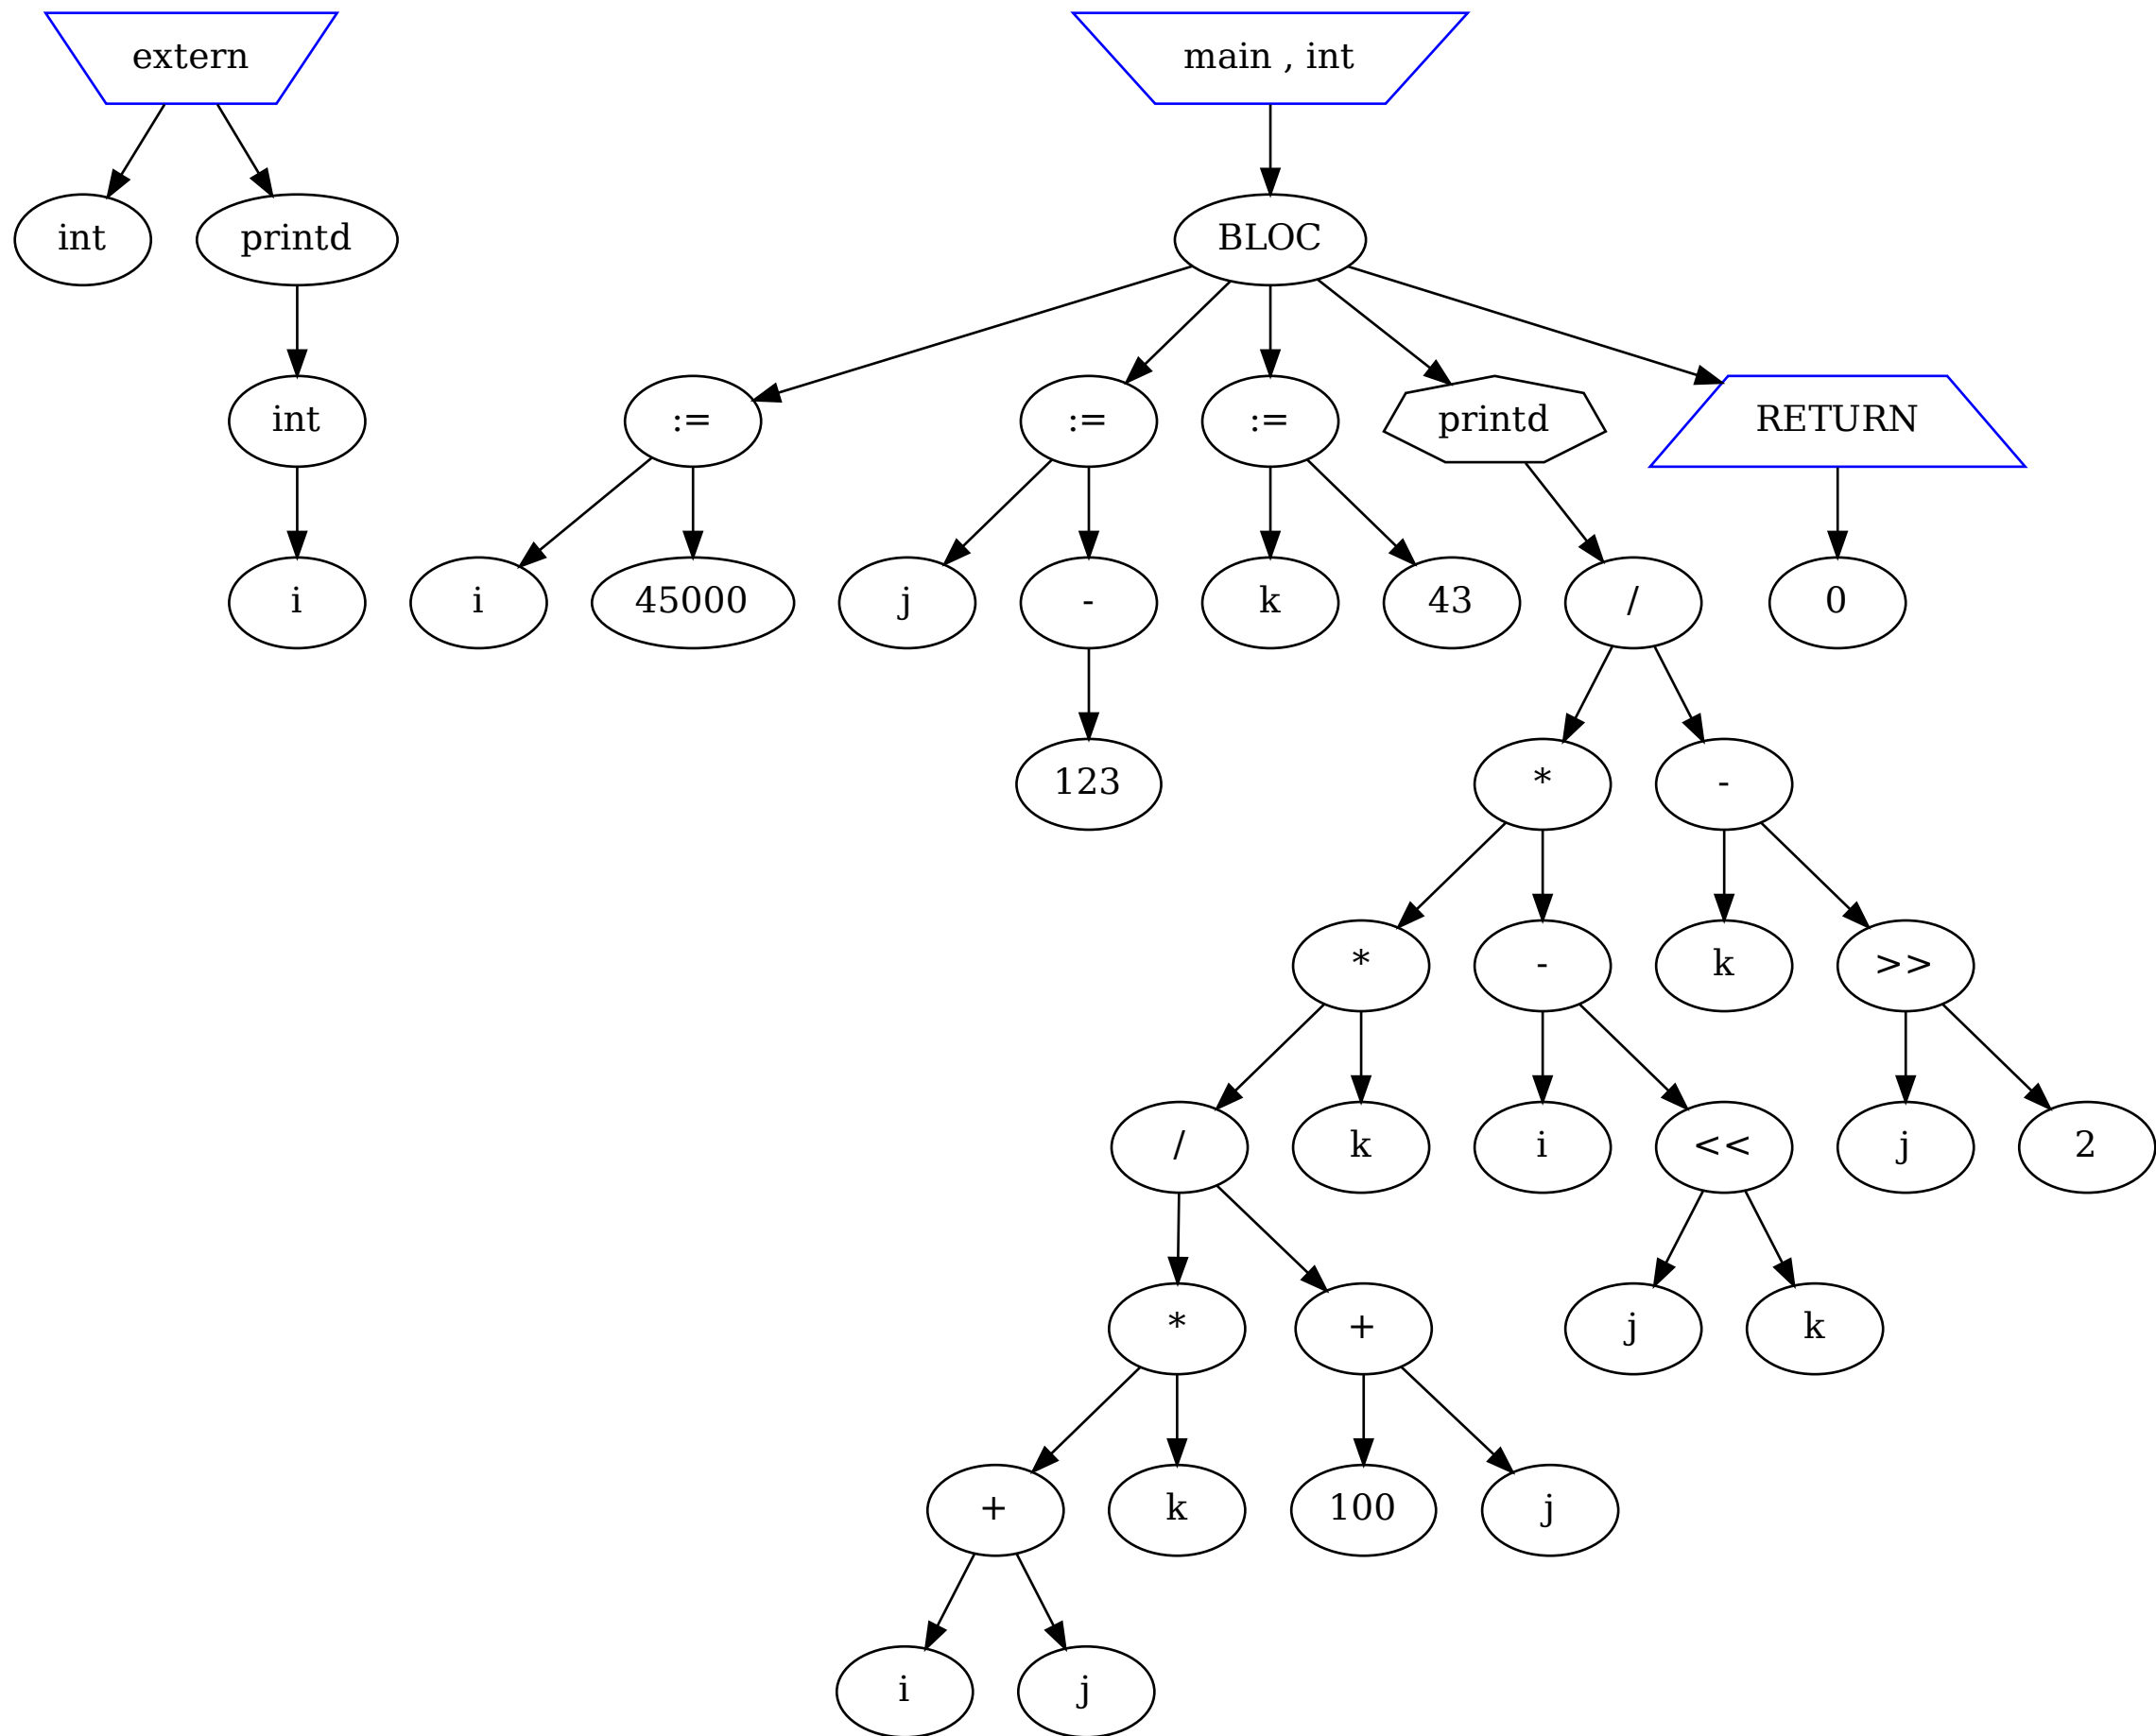 extern
main , int
int
printd
BLOC
int
:=
:=
:=
printd
RETURN
i
i
45000
j
-
k
43
/
0
123
*
-
*
-
k
>>
/
k
i
<<
j
2
*
+
j
k
+
k
100
j
i
j